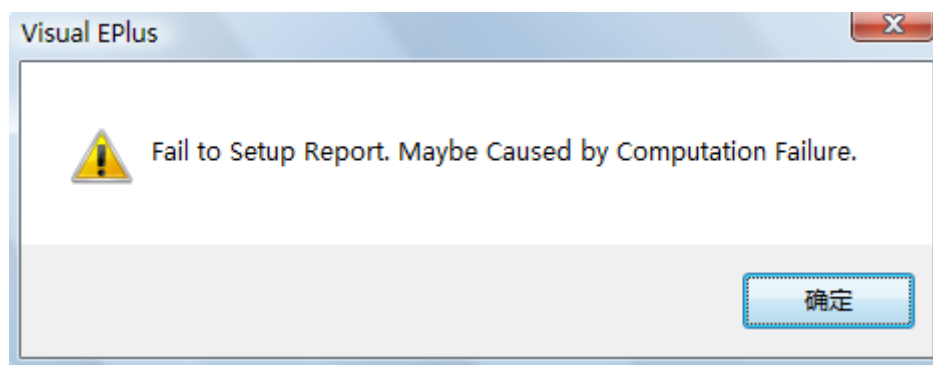 Visual EPlus
Fail to Setup Report. Maybe Caused by Computation Failure.
确定